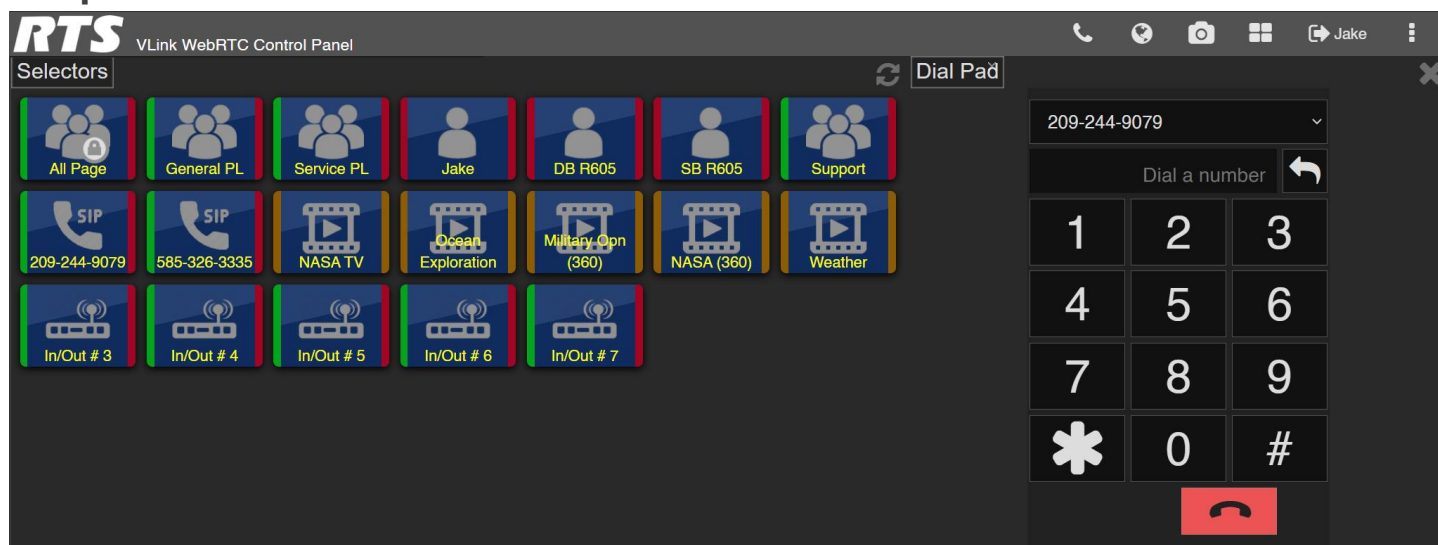 RTS VLink WebRTC Control Panel Jake
Selectors Dial Pad
All Page General PL Service PL Jake DB R605 SB R605 Support
SIP SIP
209-244-9079 585-326-3335 NASA TV Ocean Exploration Military Opn (360) NASA (360) Weather
In/Out # 3 In/Out # 4 In/Out # 5 In/Out # 6 In/Out # 7
209-244-9079
Dial a number
1 2 3
4 5 6
7 8 9
* 0 #